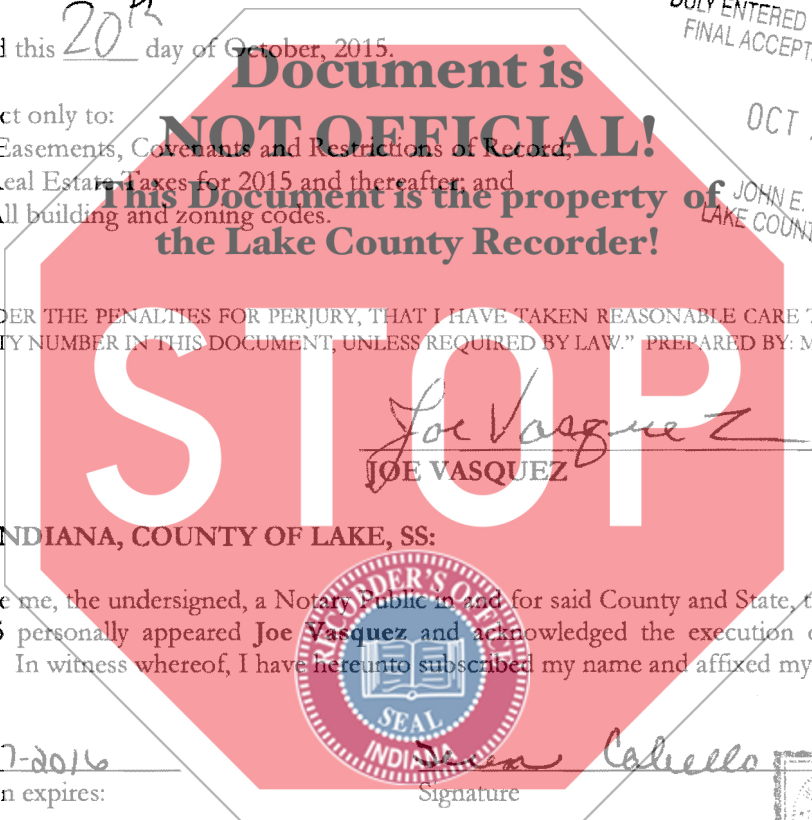 DULY ENTERED
FINAL ACCEPT
this 20th day of October, 2015.
Document is
OCT
ct only to:
NOT OFFICIAL!
Easements, Covenants and Restrictions of Record;
eal Estate Taxes for 2015 and thereafter; and
This Document is the property of
JOHN E.
ll building and zoning codes.
LAKE COUNT
the Lake County Recorder!
DER THE PENALTIES FOR PERJURY, THAT I HAVE TAKEN REASONABLE CARE T
TY NUMBER IN THIS DOCUMENT, UNLESS REQUIRED BY LAW." PREPARED BY: M
STOP
Joe Vasquez
JOE VASQUEZ
NDIANA, COUNTY OF LAKE, SS:
RECORDER'S OFFICE
e me, the undersigned, a Notary Public in and for said County and State, t
personally appeared Joe Vasquez and acknowledged the execution o
In witness whereof, I have hereunto subscribed my name and affixed my
SEAL
INDIANA
7-2016
n expires:
Signature